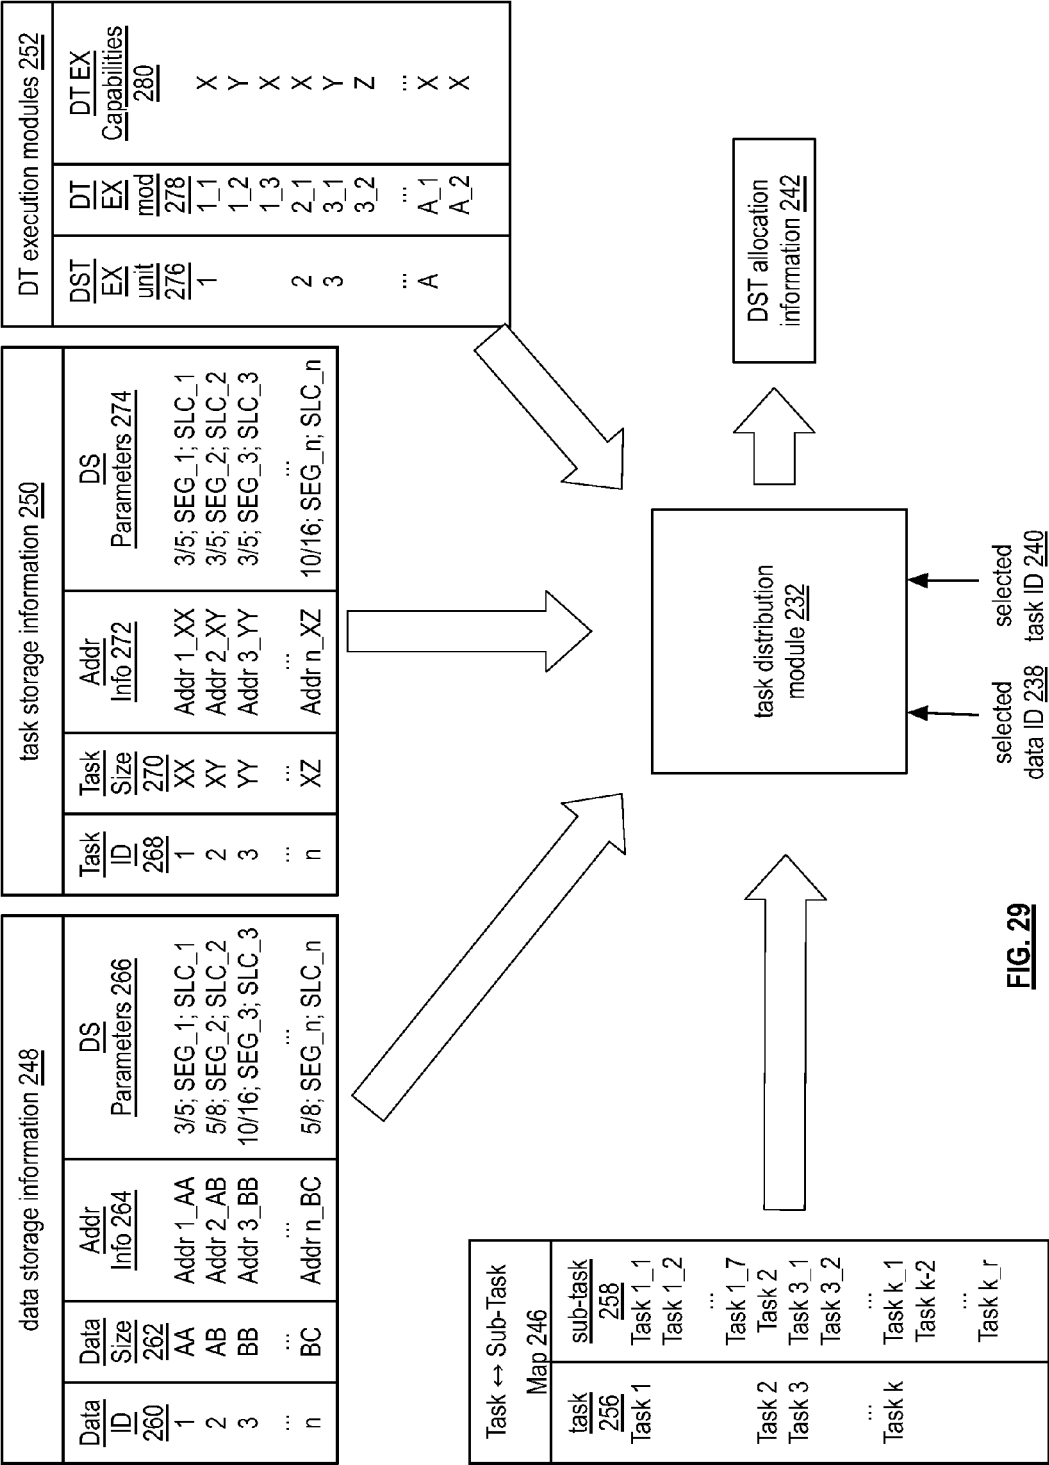 data storage information 248
Data ID 260 Data Size 262 Addr Info 264 DS Parameters 266
1 AA Addr 1_AA 3/5; SEG_1; SLC_1
2 AB Addr 2_AB 5/8; SEG_2; SLC_2
3 BB Addr 3_BB 10/16; SEG_3; SLC_3
... ... ... ...
n BC Addr n_BC 5/8; SEG_n; SLC_n
task storage information 250
Task ID 268 Task Size 270 Addr Info 272 DS Parameters 274
1 XX Addr 1_XX 3/5; SEG_1; SLC_1
2 XY Addr 2_XY 3/5; SEG_2; SLC_2
3 YY Addr 3_YY 3/5; SEG_3; SLC_3
... ... ... ...
n XZ Addr n_XZ 10/16; SEG_n; SLC_n
DT execution modules 252
DST EX unit 276 DT EX mod 278 DT EX Capabilities 280
1 1_1 X
1_2 Y
1_3 X
2 2_1 X
3 3_1 Y
3_2 Z
... ... ...
A A_1 X
A_2 X
Task ↔ Sub-Task
Map 246
task 256 sub-task 258
Task 1 Task 1_1
Task 1_2
...
Task 1_7
Task 2 Task 2
Task 3 Task 3_1
Task 3_2
... ...
Task k Task k_1
Task k-2
...
Task k_r
task distribution
module 232
DST allocation
information 242
selected
data ID 238
selected
task ID 240
FIG. 29